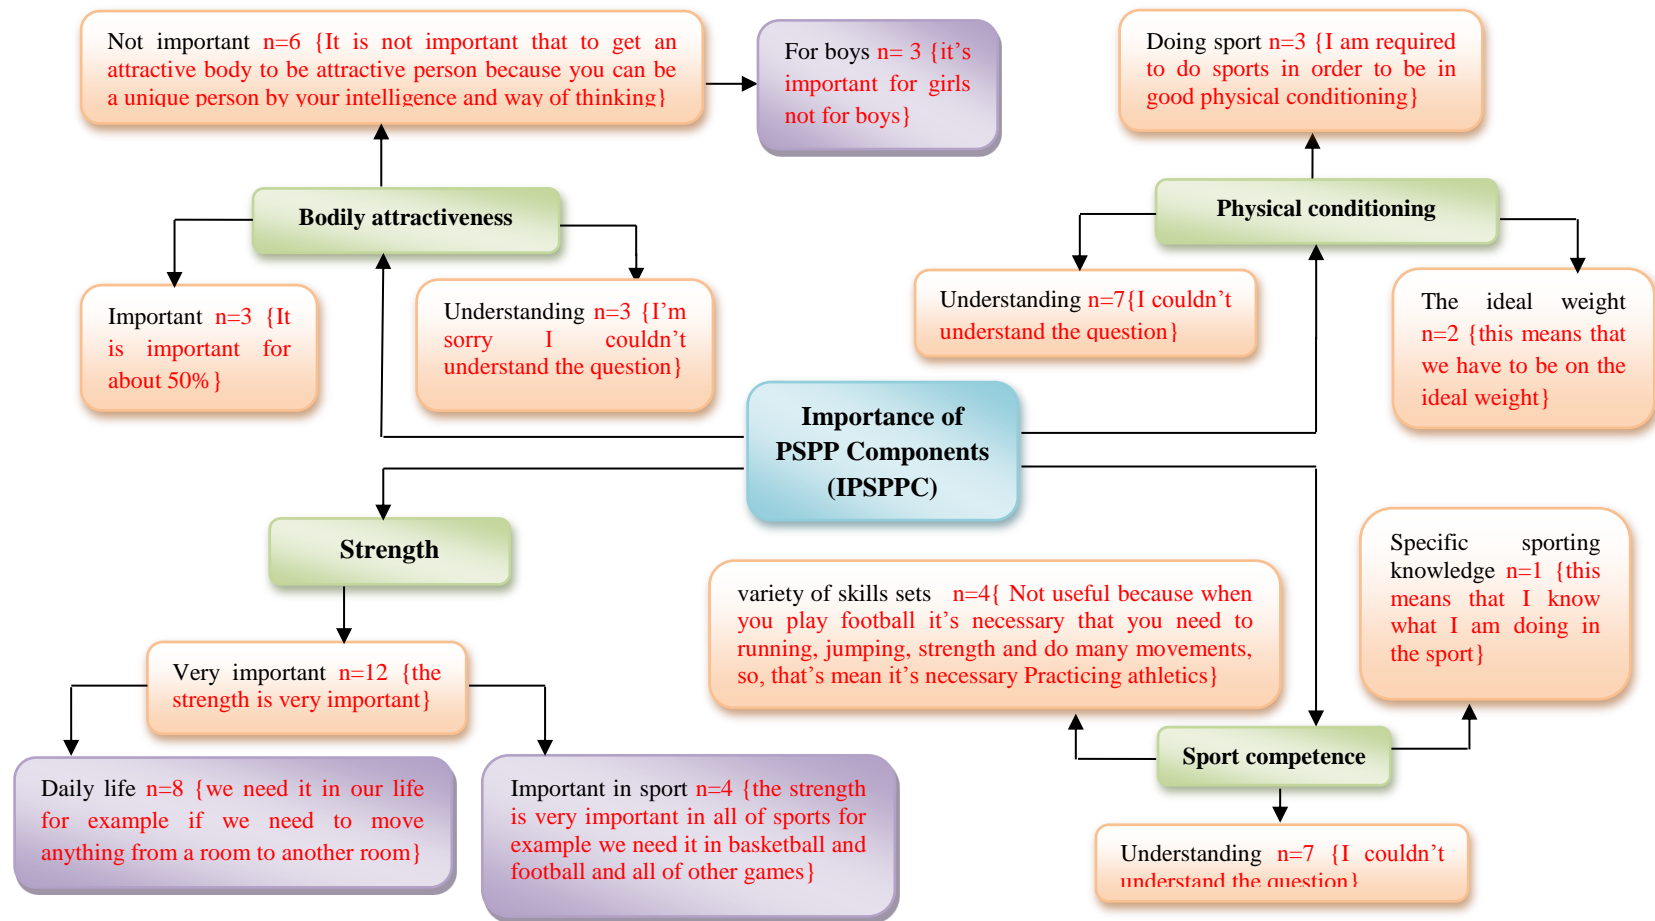 Not important n=6 {It is not important that to get an
attractive body to be attractive person because you can be
a unique person by your intelligence and way of thinking}
For boys n= 3 {it's
important for girls
not for boys}
Doing sport n=3 {I am required
to do sports in order to be in
good physical conditioning}
Bodily attractiveness
Physical conditioning
Important n=3 {It
is important for
about 50%}
Understanding n=3 {I'm
sorry I couldn't
understand the question}
Understanding n=7{I couldn't
understand the question}
The ideal weight
n=2 {this means that
we have to be on the
ideal weight}
Importance of
PSPP Components
(IPSPPC)
Strength
Specific sporting
knowledge n=1 {this
means that I know
what I am doing in
the sport}
variety of skills sets n=4{ Not useful because when
you play football it's necessary that you need to
running, jumping, strength and do many movements,
so, that's mean it's necessary Practicing athletics}
Very important n=12 {the
strength is very important}
Sport competence
Daily life n=8 {we need it in our life
for example if we need to move
anything from a room to another room}
Important in sport n=4 {the strength
is very important in all of sports for
example we need it in basketball and
football and all of other games}
Understanding n=7 {I couldn't
understand the question}